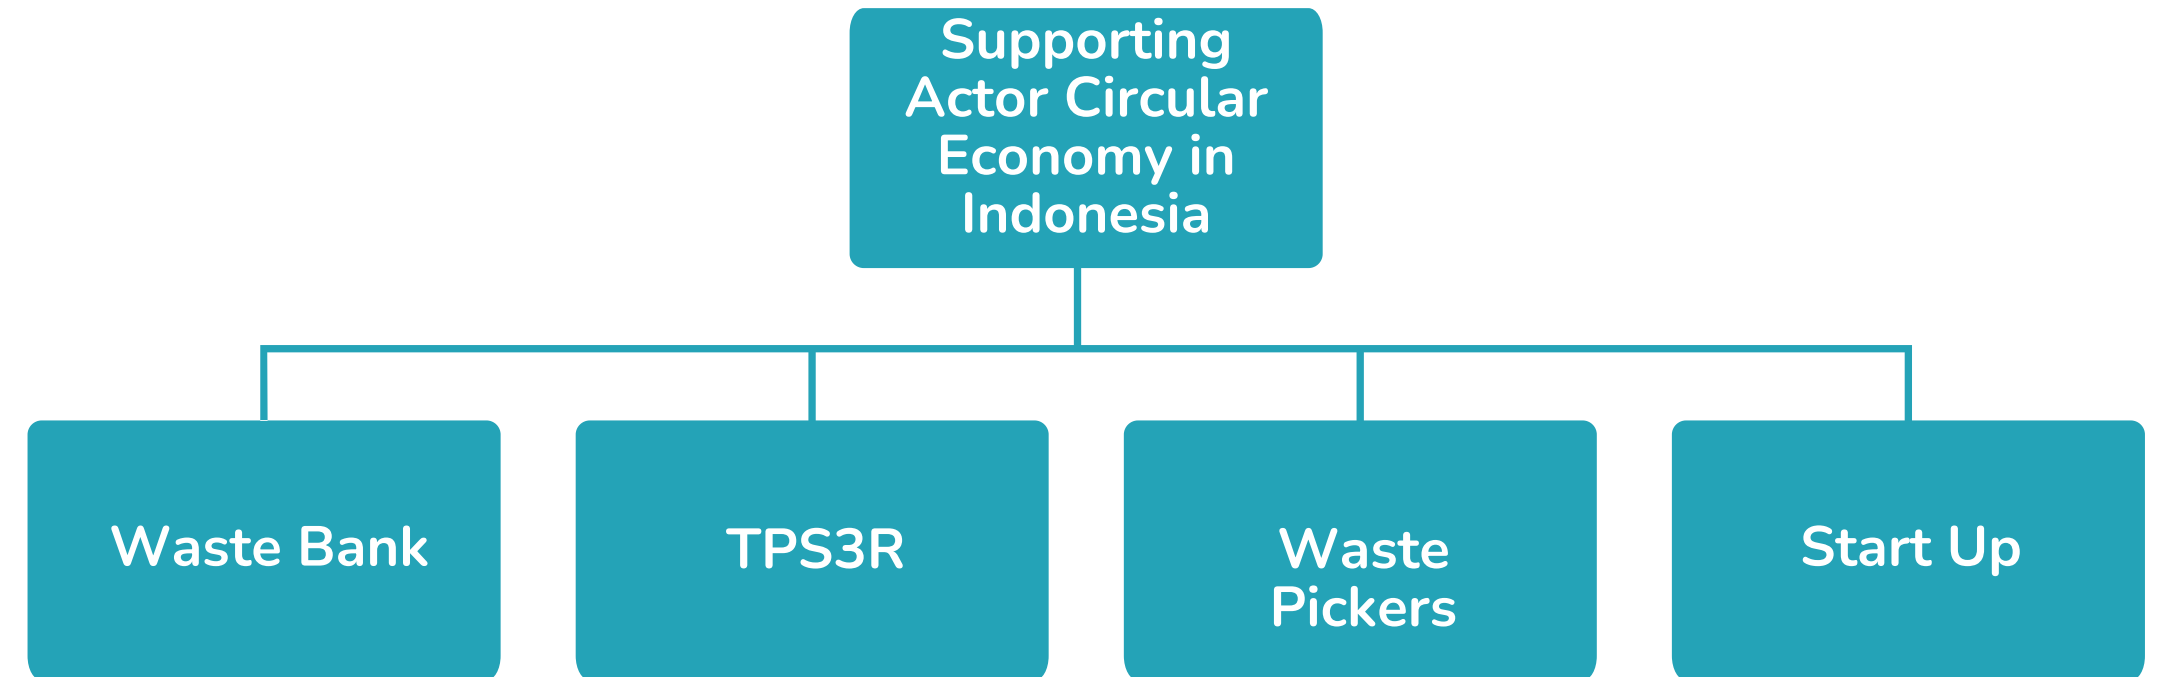 Supporting
Actor Circular
Economy in
Indonesia
Waste Bank
TPS3R
Waste
Pickers
Start Up